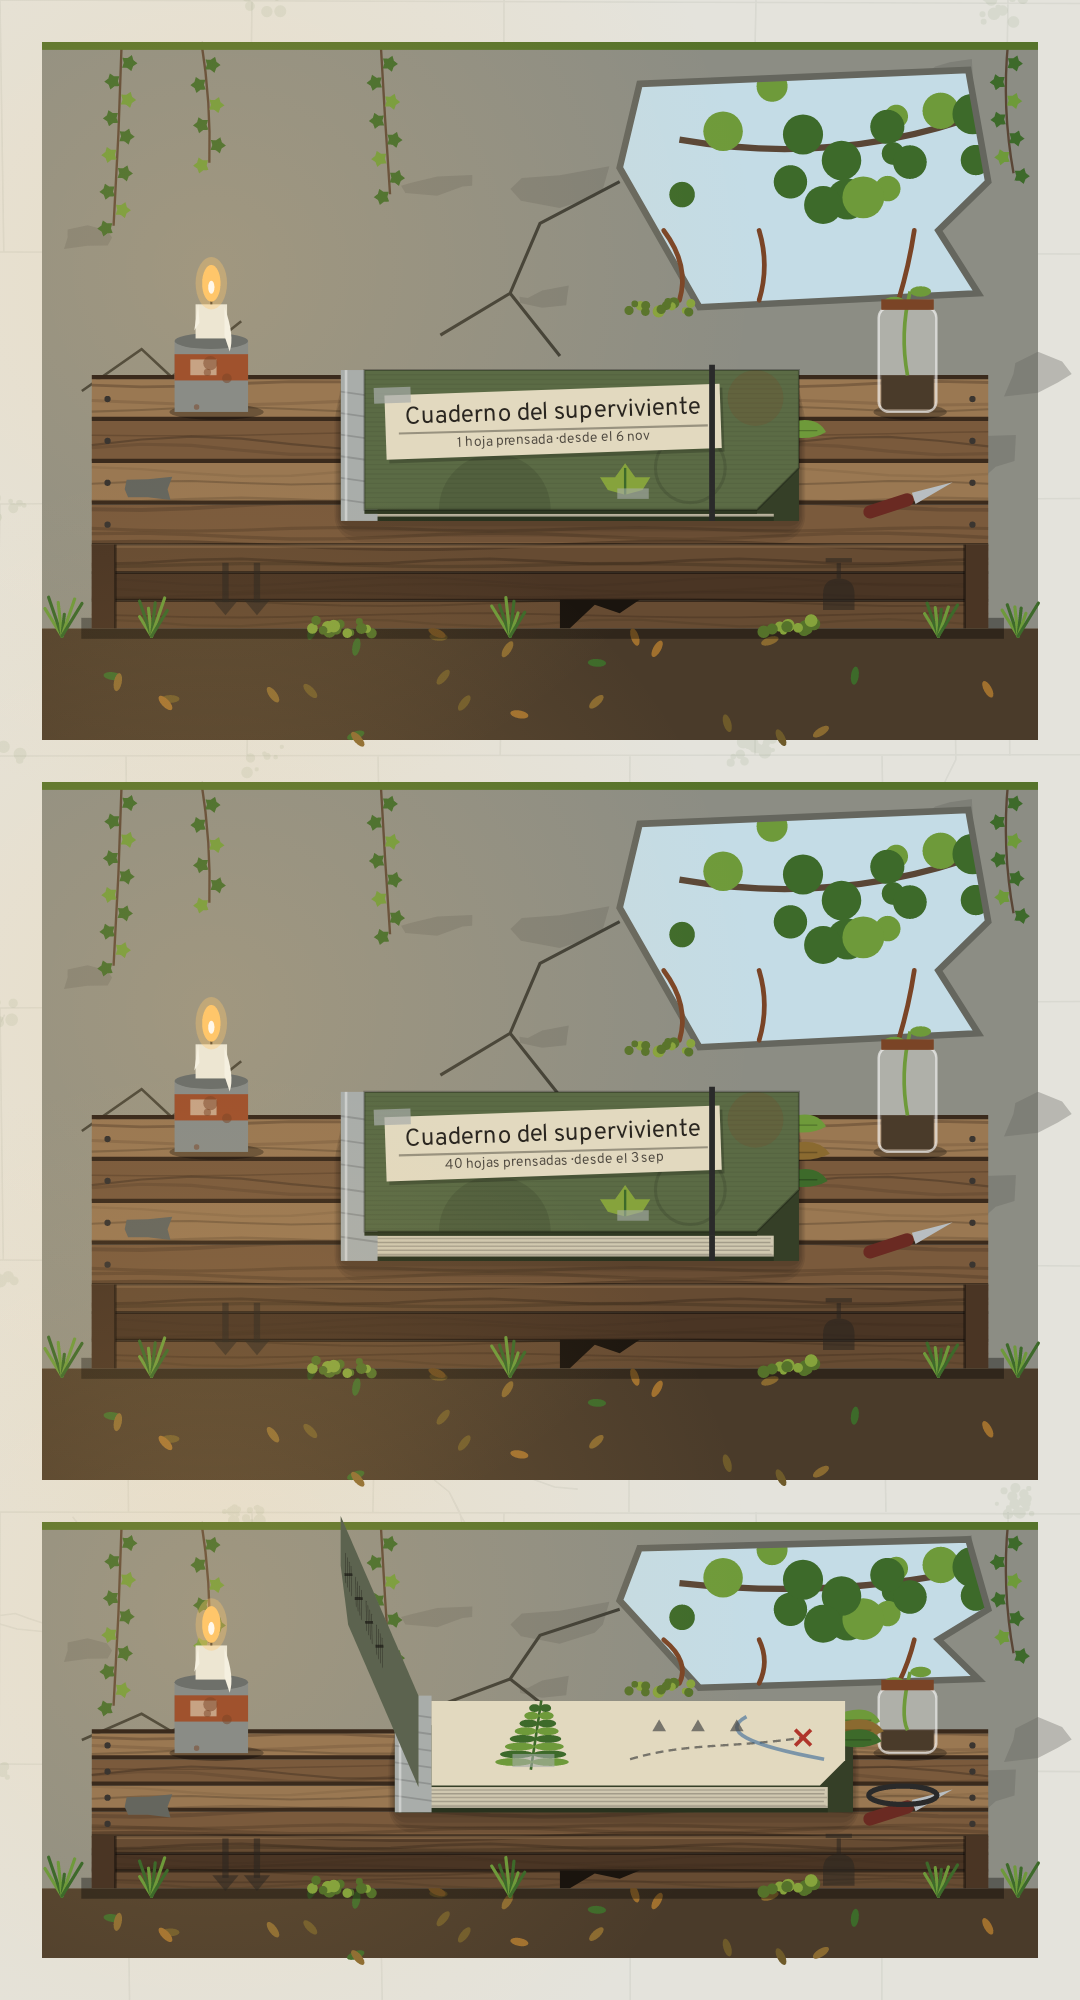 Cuaderno del superviviente
1 hoja prensada · desde el 6 nov
Cuaderno del superviviente
40 hojas prensadas · desde el 3 sep